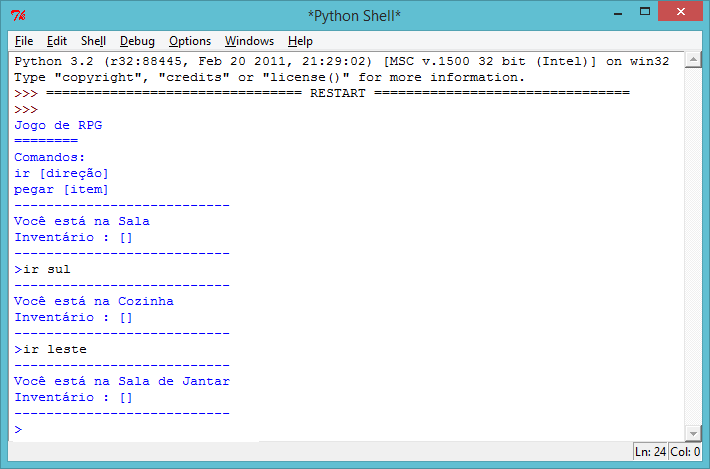 *Python Shell*
File Edit Shell Debug Options Windows Help
Python 3.2 (r32:88445, Feb 20 2011, 21:29:02) [MSC v.1500 32 bit (Intel)] on win32
Type "copyright", "credits" or "license()" for more information.
>>> ================================ RESTART ================================
>>>
Jogo de RPG
========
Comandos:
ir [direção]
pegar [item]
---------------------------
Você está na Sala
Inventário : []
---------------------------
>ir sul
---------------------------
Você está na Cozinha
Inventário : []
---------------------------
>ir leste
---------------------------
Você está na Sala de Jantar
Inventário : []
---------------------------
>
Ln: 24 Col: 0